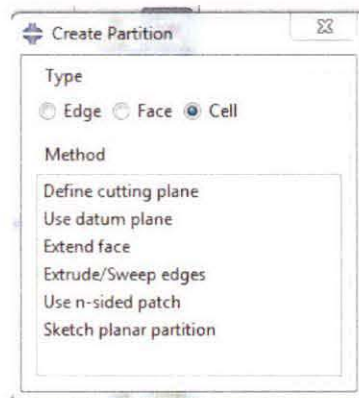 Create Partition
Type
Edge Face Cell
Method
Define cutting plane
Use datum plane
Extend face
Extrude/Sweep edges
Use n-sided patch
Sketch planar partition